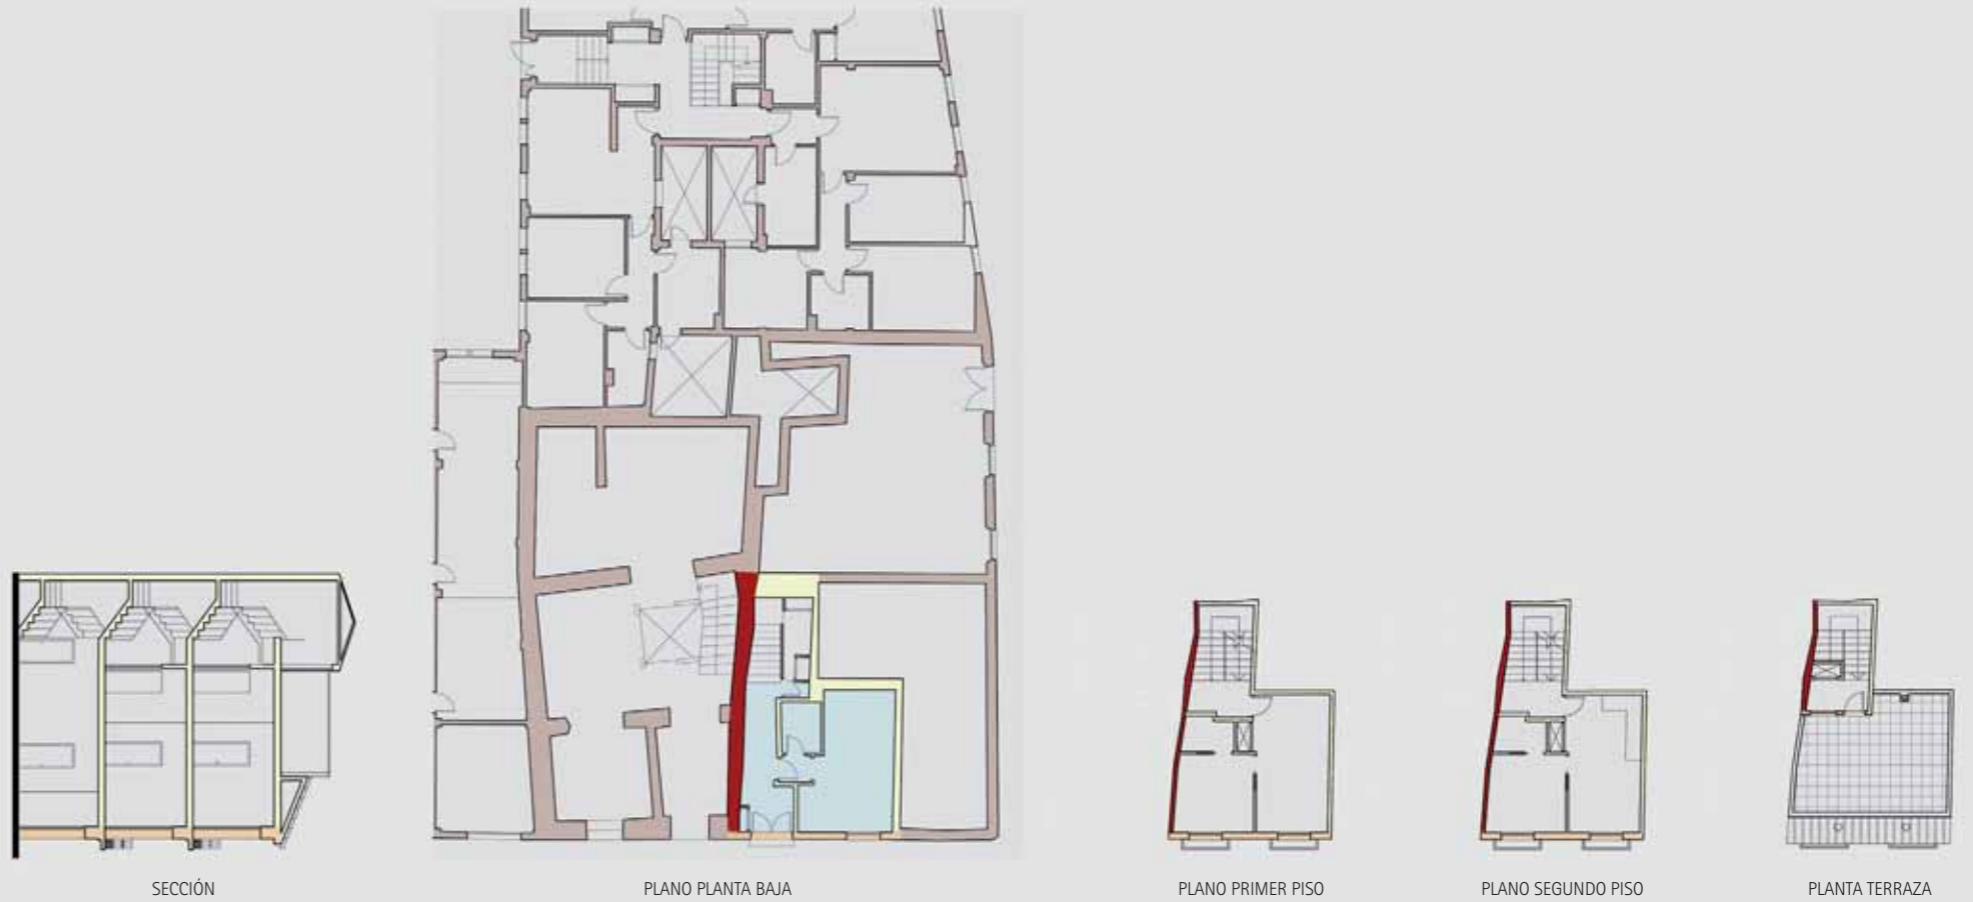 SECCIÓN
PLANO PLANTA BAJA
PLANO PRIMER PISO
PLANO SEGUNDO PISO
PLANTA TERRAZA